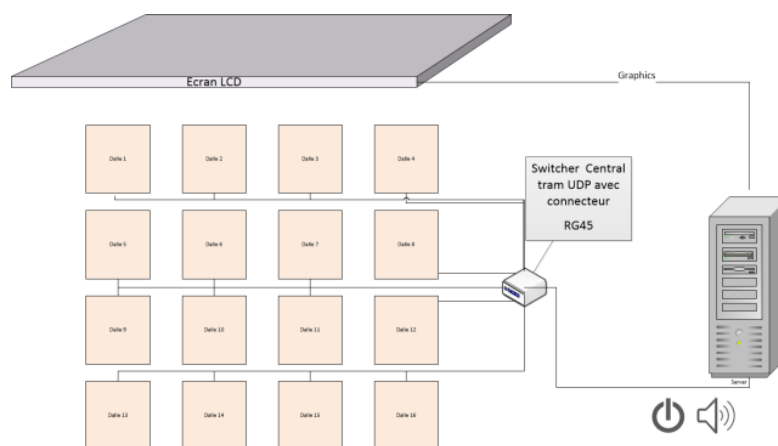 Ecran LCD
Graphics
Dalle 1
Dalle 2
Dalle 3
Dalle 4
Switcher Central
tram UDP avec
connecteur
RG45
Dalle 5
Dalle 6
Dalle 7
Dalle 8
Dalle 9
Dalle 10
Dalle 11
Dalle 12
Server
Dalle 13
Dalle 14
Dalle 15
Dalle 16